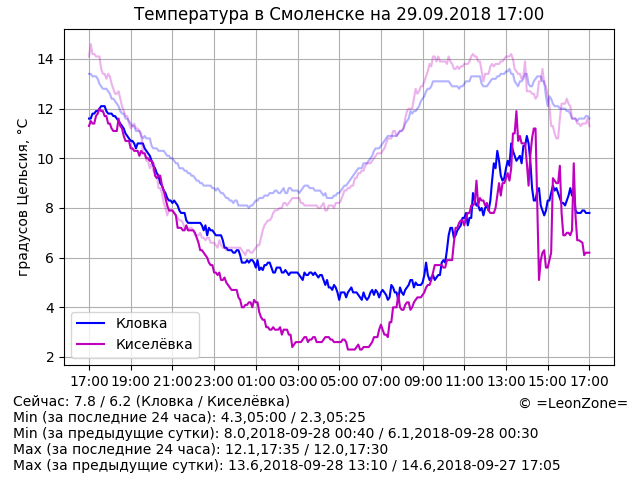 Температура в Смоленске на 29.09.2018 17:00
градусов Цельсия, °C
14
12
10
8
6
4
2
Кловка
Киселёвка
17:00 19:00 21:00 23:00 01:00 03:00 05:00 07:00 09:00 11:00 13:00 15:00 17:00
Сейчас: 7.8 / 6.2 (Кловка / Киселёвка)
© =LeonZone=
Min (за последние 24 часа): 4.3,05:00 / 2.3,05:25
Min (за предыдущие сутки): 8.0,2018-09-28 00:40 / 6.1,2018-09-28 00:30
Max (за последние 24 часа): 12.1,17:35 / 12.0,17:30
Max (за предыдущие сутки): 13.6,2018-09-28 13:10 / 14.6,2018-09-27 17:05